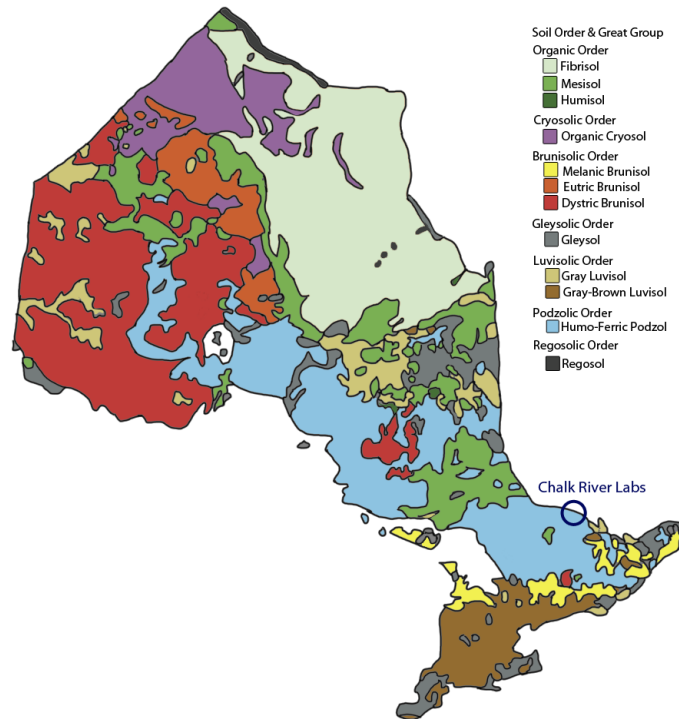 Soil Order & Great Group
Organic Order
Fibrisol
Mesisol
Humisol
Cryosolic Order
Organic Cryosol
Brunisolic Order
Melanic Brunisol
Eutric Brunisol
Dystric Brunisol
Gleysolic Order
Gleysol
Luvisolic Order
Gray Luvisol
Gray-Brown Luvisol
Podzolic Order
Humo-Ferric Podzol
Regosolic Order
Regosol
Chalk River Labs